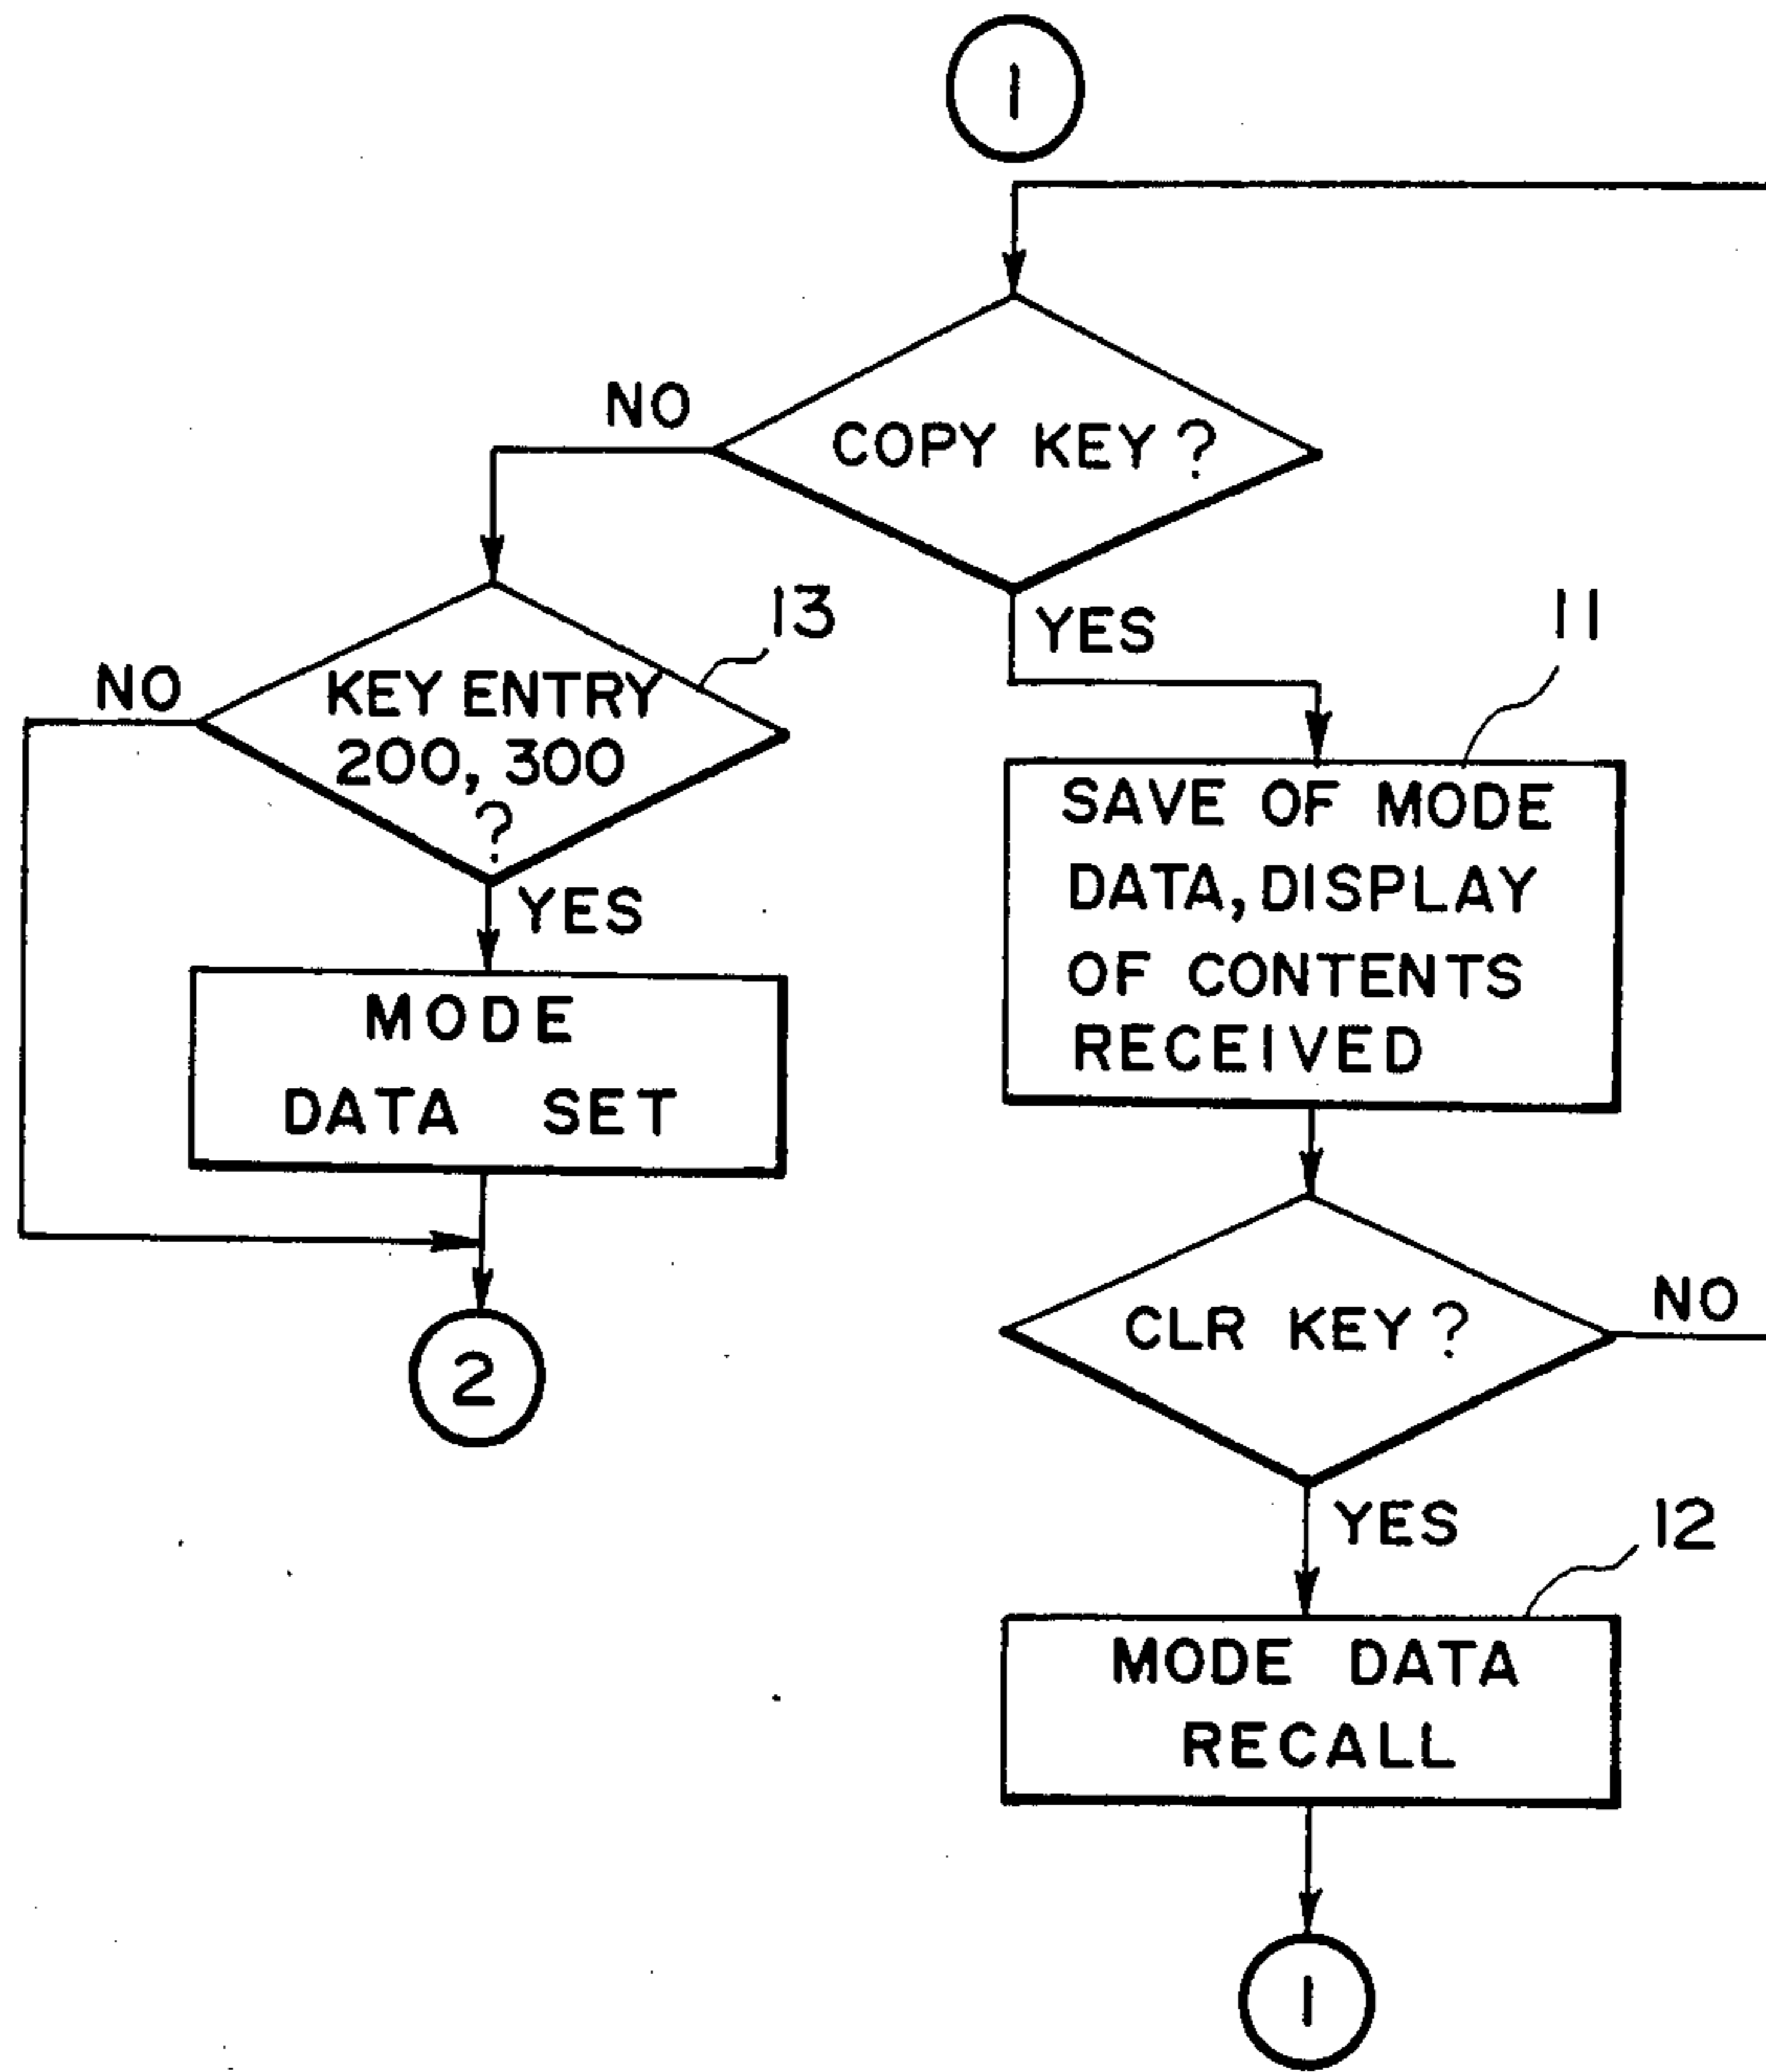 1
COPY KEY?
NO
YES
13
11
NO
KEY ENTRY
200, 300
?
YES
MODE
DATA SET
2
SAVE OF MODE
DATA, DISPLAY
OF CONTENTS
RECEIVED
CLR KEY?
NO
YES
12
MODE DATA
RECALL
1